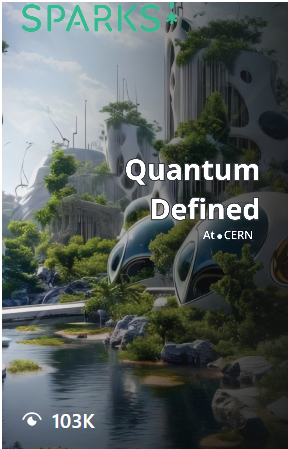 SPARKS*
Quantum
Defined
At●CERN
103K